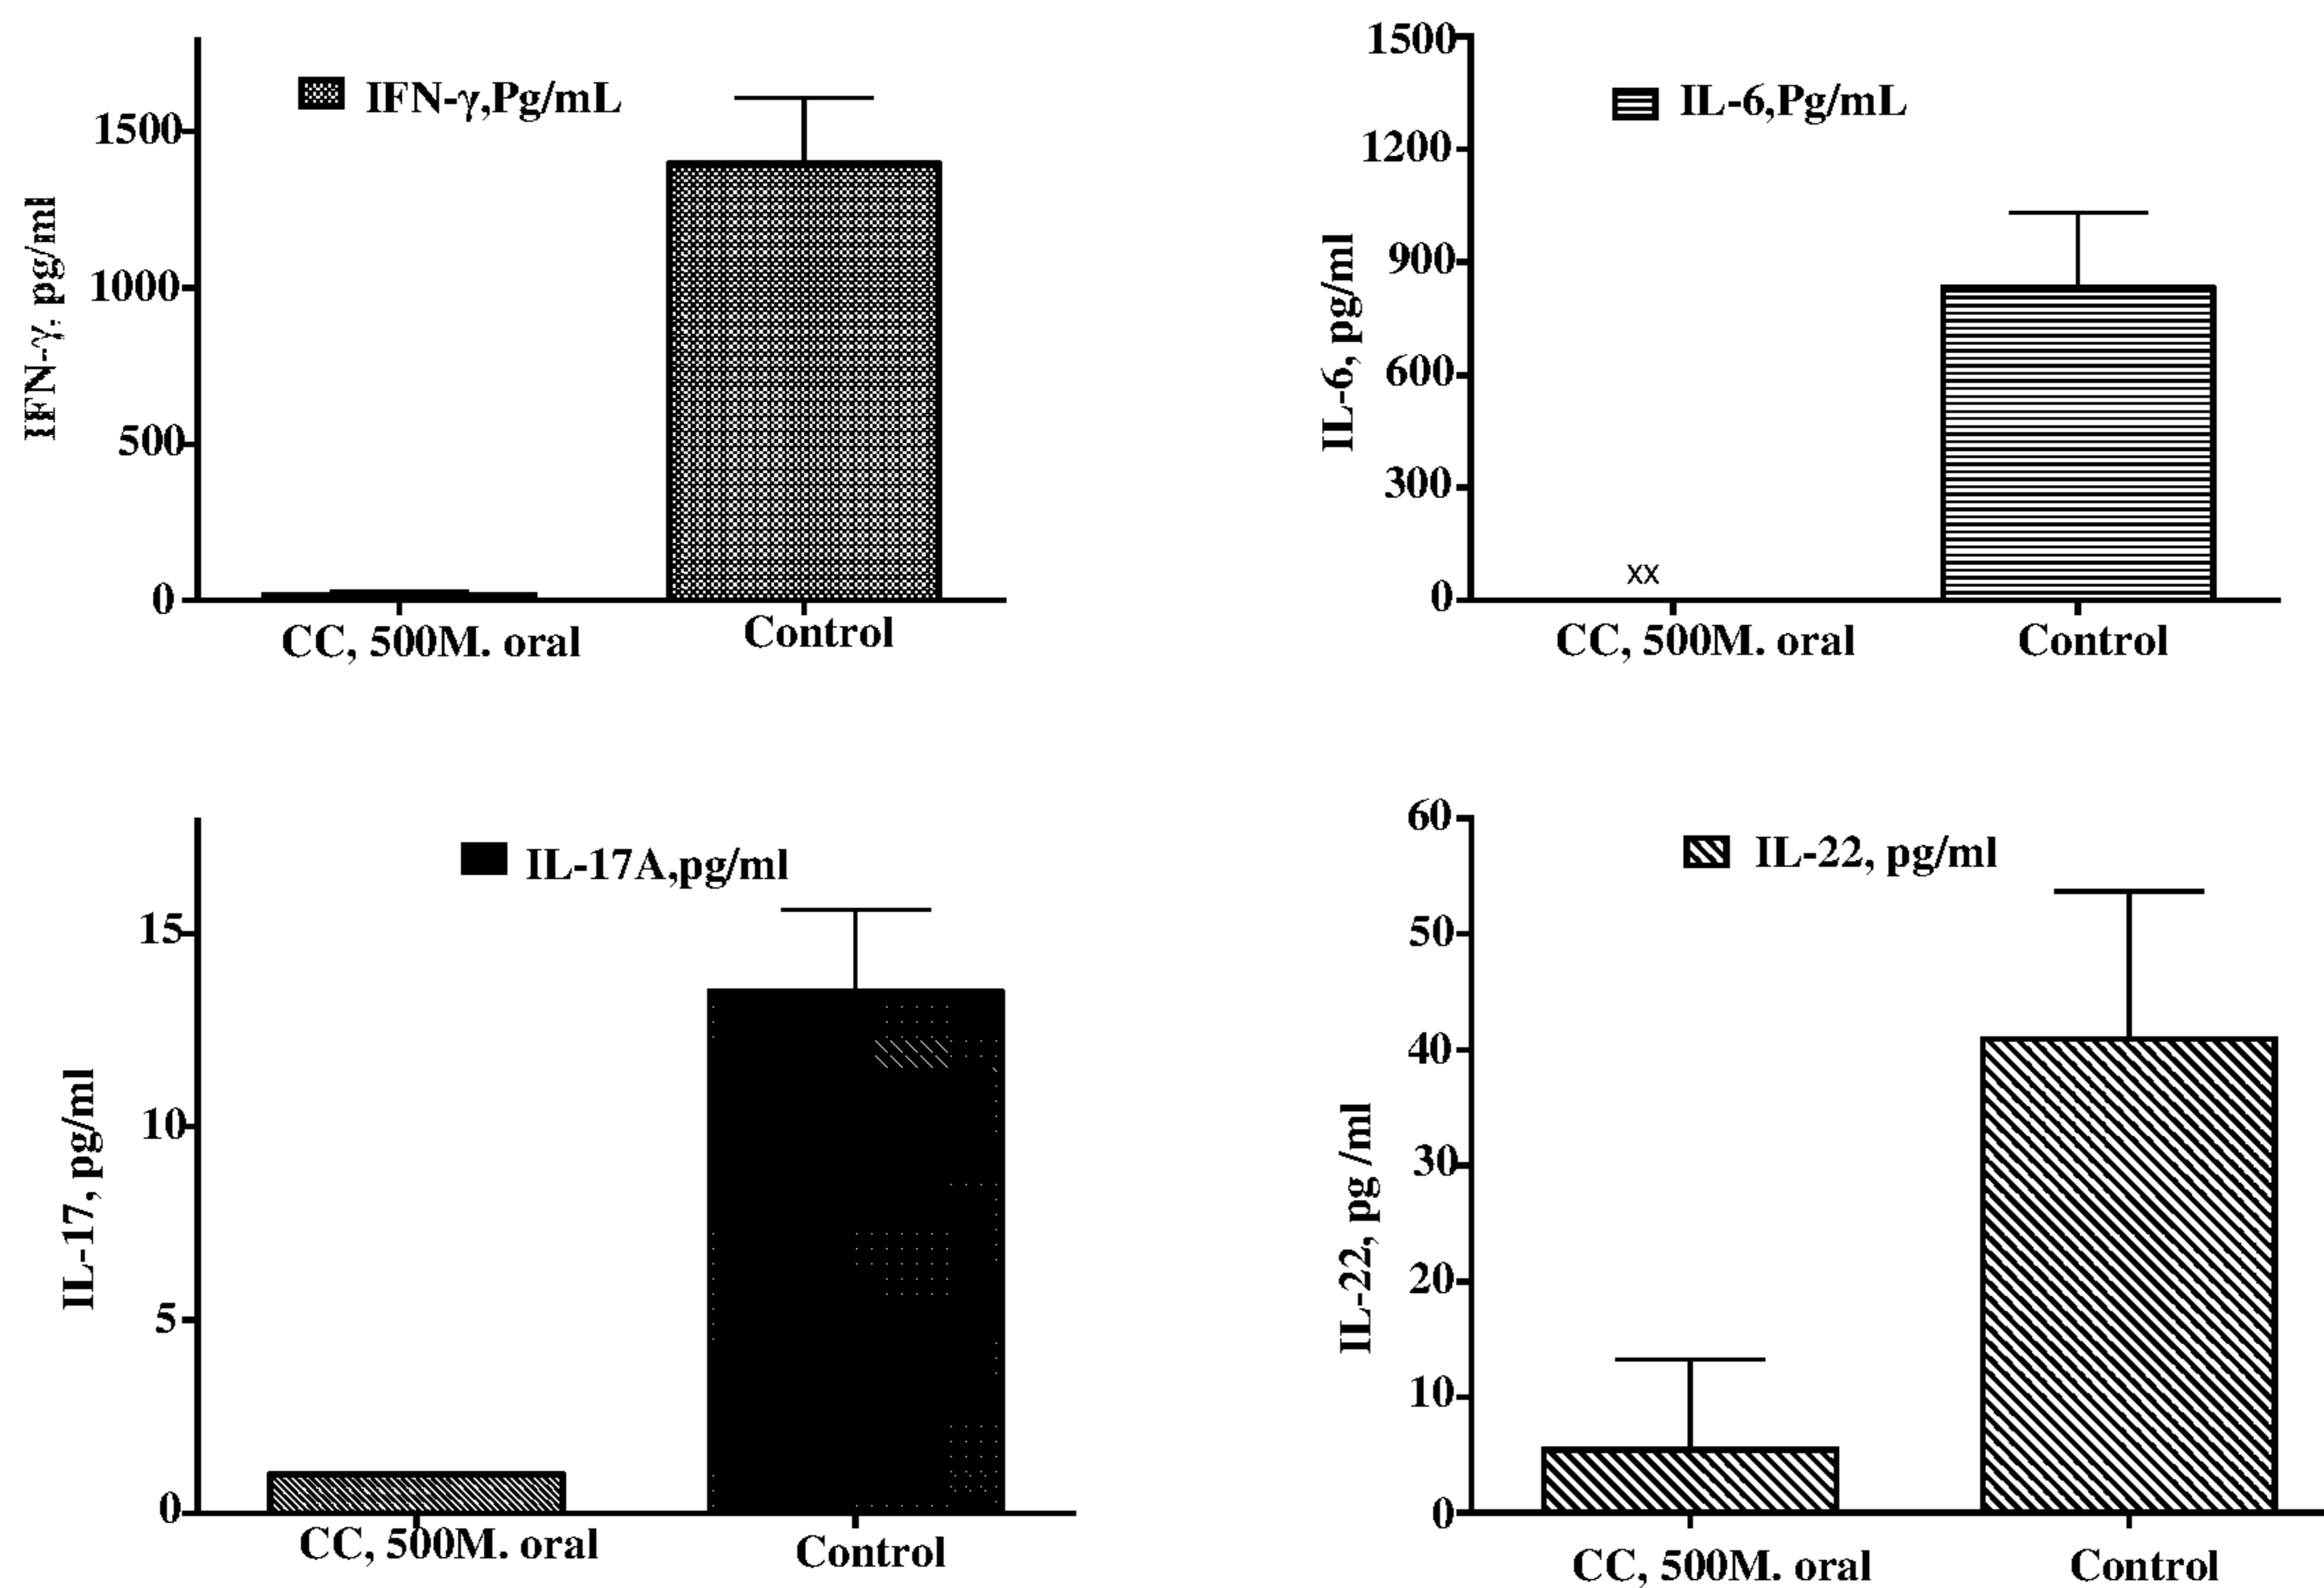 IFN-γ,Pg/mL
1500
1000
500
0
IFN-γ, pg/ml
CC, 500M. oral
Control
IL-6,Pg/mL
1500
1200
900
600
300
0
IL-6, pg/ml
xx
CC, 500M. oral
Control
IL-17A,pg/ml
15
10
5
0
IL-17, pg/ml
CC, 500M. oral
Control
IL-22, pg/ml
60
50
40
30
20
10
0
IL-22, pg /ml
CC, 500M. oral
Control